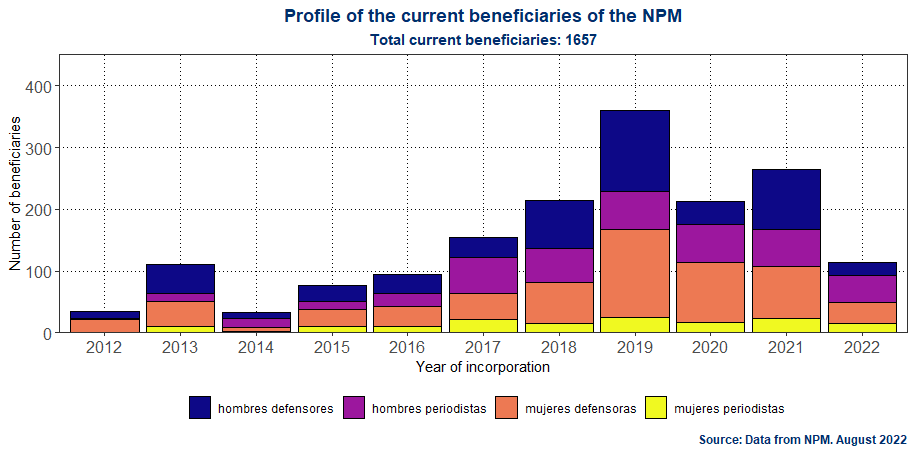 Profile of the current beneficiaries of the NPM
Total current beneficiaries: 1657
Number of beneficiaries
400
300
200
100
0
2012 2013 2014 2015 2016 2017 2018 2019 2020 2021 2022
Year of incorporation
hombres defensores hombres periodistas mujeres defensoras mujeres periodistas
Source: Data from NPM. August 2022